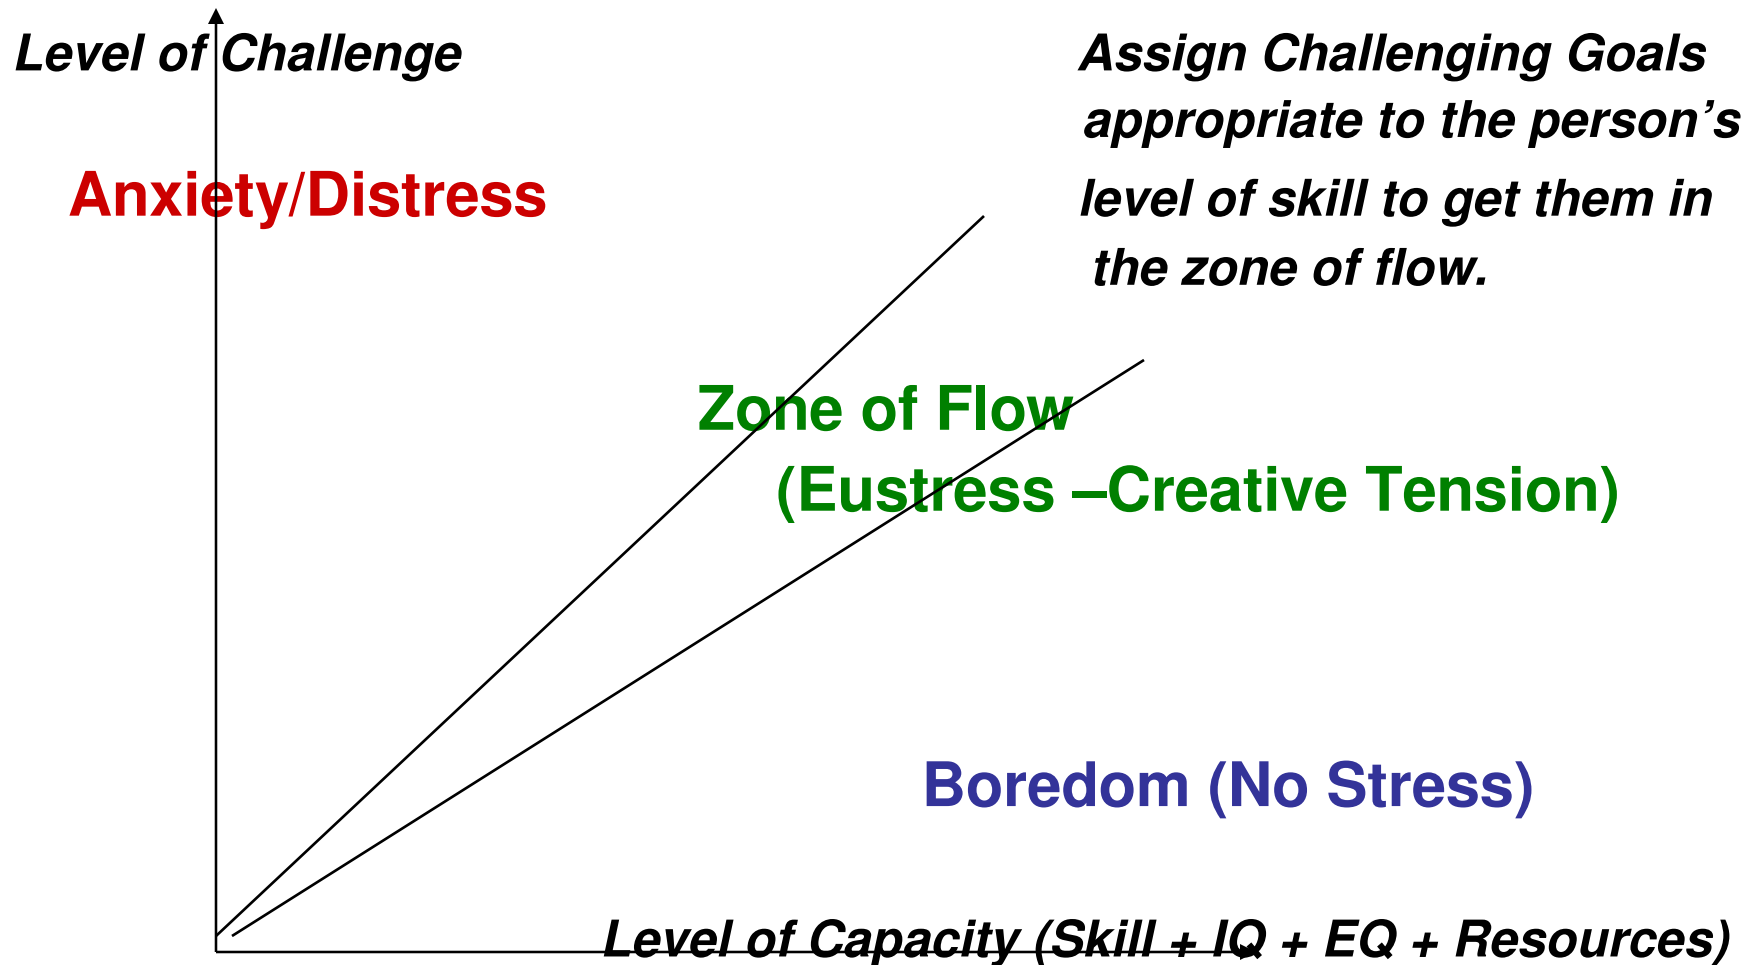 Level of Challenge
Assign Challenging Goals
appropriate to the person’s
level of skill to get them in
the zone of flow.
Anxiety/Distress
Zone of Flow
(Eustress –Creative Tension)
Boredom (No Stress)
Level of Capacity (Skill + IQ + EQ + Resources)